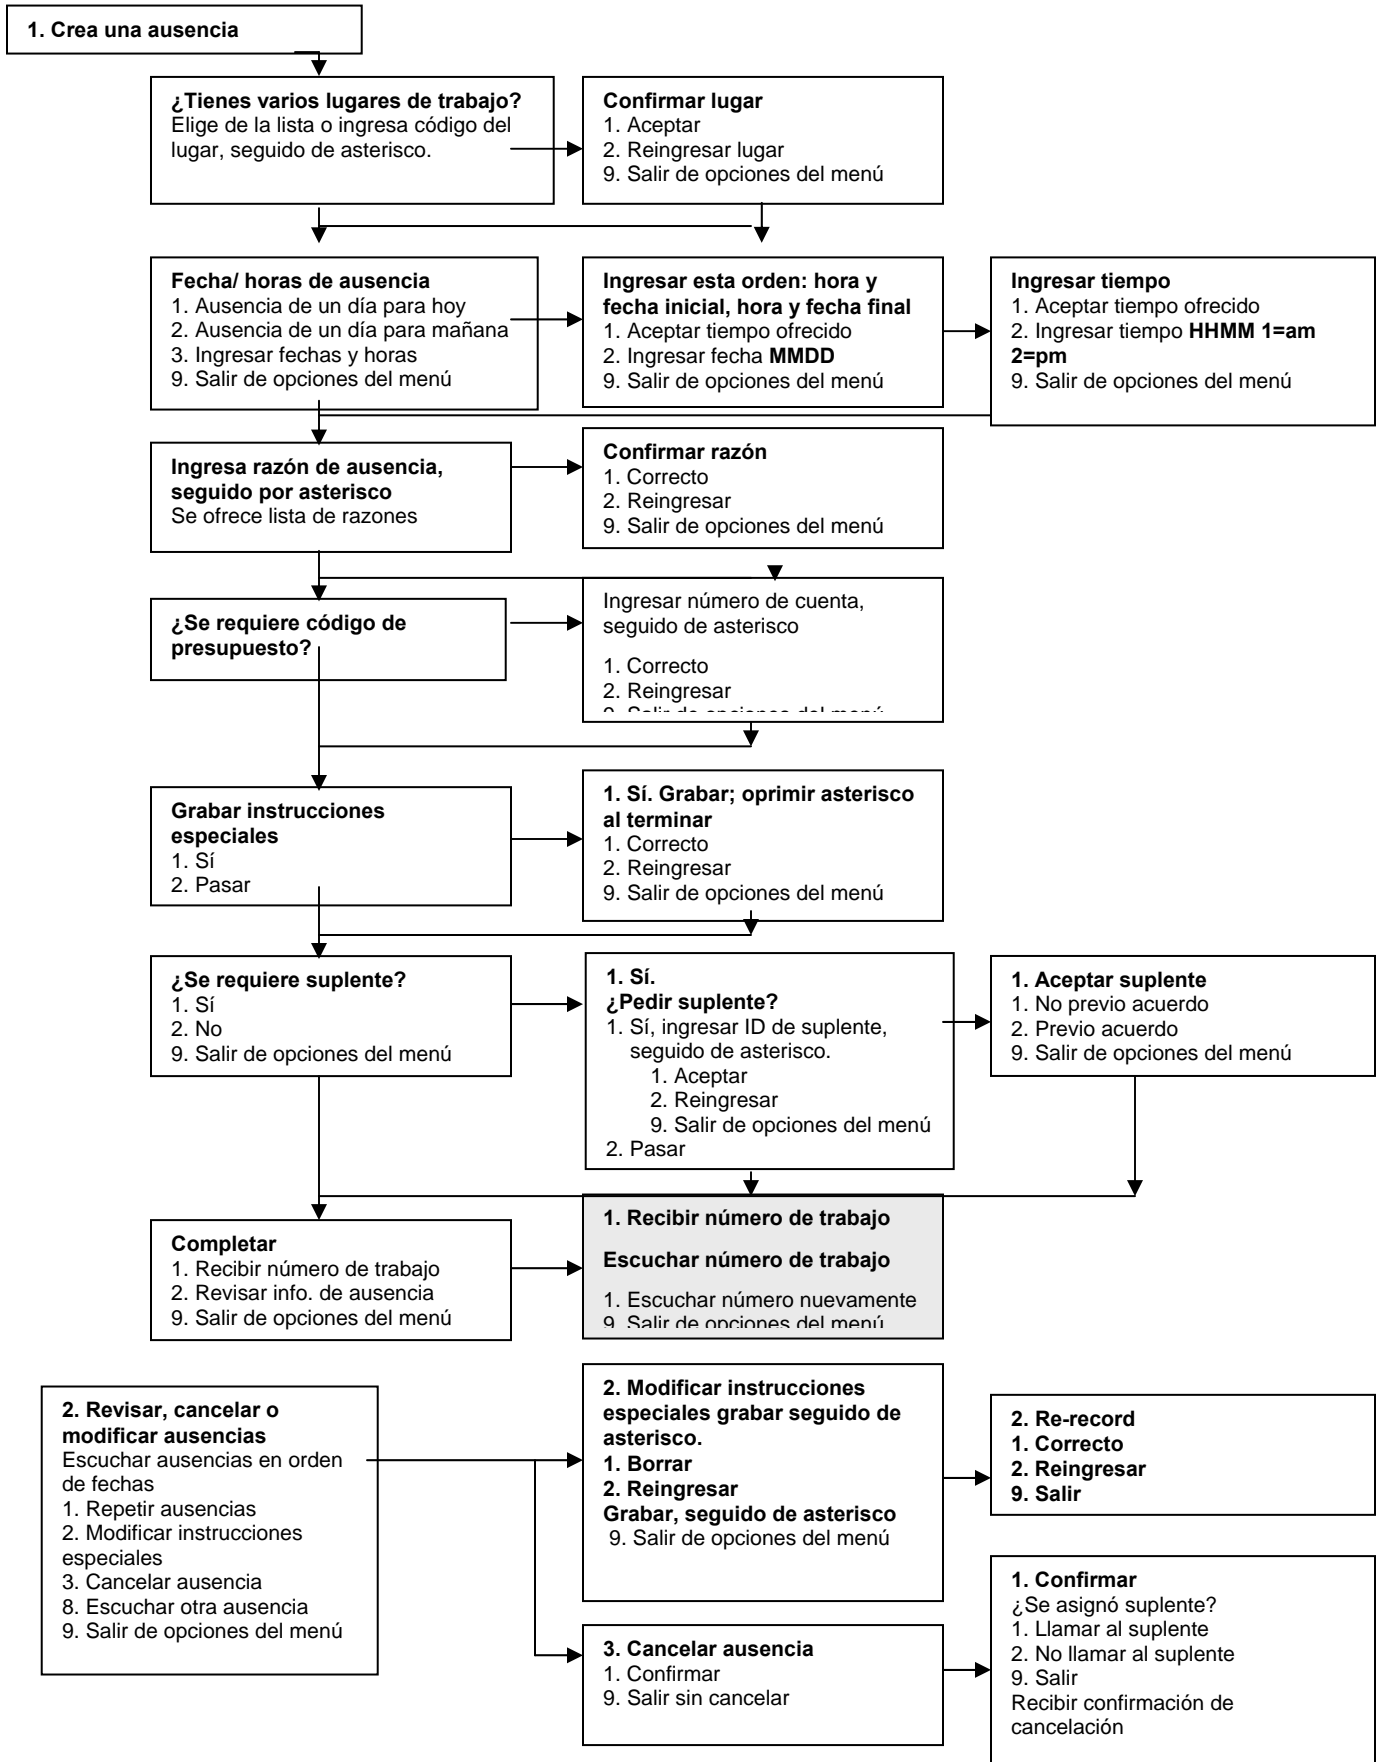 1. Crea una ausencia
¿Tienes varios lugares de trabajo?
Elige de la lista o ingresa código del
lugar, seguido de asterisco.
Confirmar lugar
1. Aceptar
2. Reingresar lugar
9. Salir de opciones del menú
Fecha/ horas de ausencia
1. Ausencia de un día para hoy
2. Ausencia de un día para mañana
3. Ingresar fechas y horas
9. Salir de opciones del menú
Ingresar esta orden: hora y
fecha inicial, hora y fecha final
1. Aceptar tiempo ofrecido
2. Ingresar fecha MMDD
9. Salir de opciones del menú
Ingresar tiempo
1. Aceptar tiempo ofrecido
2. Ingresar tiempo HHMM 1=am
2=pm
9. Salir de opciones del menú
Ingresa razón de ausencia,
seguido por asterisco
Se ofrece lista de razones
Confirmar razón
1. Correcto
2. Reingresar
9. Salir de opciones del menú
¿Se requiere código de
presupuesto?
Ingresar número de cuenta,
seguido de asterisco
1. Correcto
2. Reingresar
9. Salir de opciones del menú
Grabar instrucciones
especiales
1. Sí
2. Pasar
1. Sí. Grabar; oprimir asterisco
al terminar
1. Correcto
2. Reingresar
9. Salir de opciones del menú
¿Se requiere suplente?
1. Sí
2. No
9. Salir de opciones del menú
1. Sí.
¿Pedir suplente?
1. Sí, ingresar ID de suplente,
seguido de asterisco.
1. Aceptar
2. Reingresar
9. Salir de opciones del menú
2. Pasar
1. Aceptar suplente
1. No previo acuerdo
2. Previo acuerdo
9. Salir de opciones del menú
Completar
1. Recibir número de trabajo
2. Revisar info. de ausencia
9. Salir de opciones del menú
1. Recibir número de trabajo
Escuchar número de trabajo
1. Escuchar número nuevamente
9. Salir de opciones del menú
2. Revisar, cancelar o
modificar ausencias
Escuchar ausencias en orden
de fechas
1. Repetir ausencias
2. Modificar instrucciones
especiales
3. Cancelar ausencia
8. Escuchar otra ausencia
9. Salir de opciones del menú
2. Modificar instrucciones
especiales grabar seguido de
asterisco.
1. Borrar
2. Reingresar
Grabar, seguido de asterisco
9. Salir de opciones del menú
2. Re-record
1. Correcto
2. Reingresar
9. Salir
3. Cancelar ausencia
1. Confirmar
9. Salir sin cancelar
1. Confirmar
¿Se asignó suplente?
1. Llamar al suplente
2. No llamar al suplente
9. Salir
Recibir confirmación de
cancelación